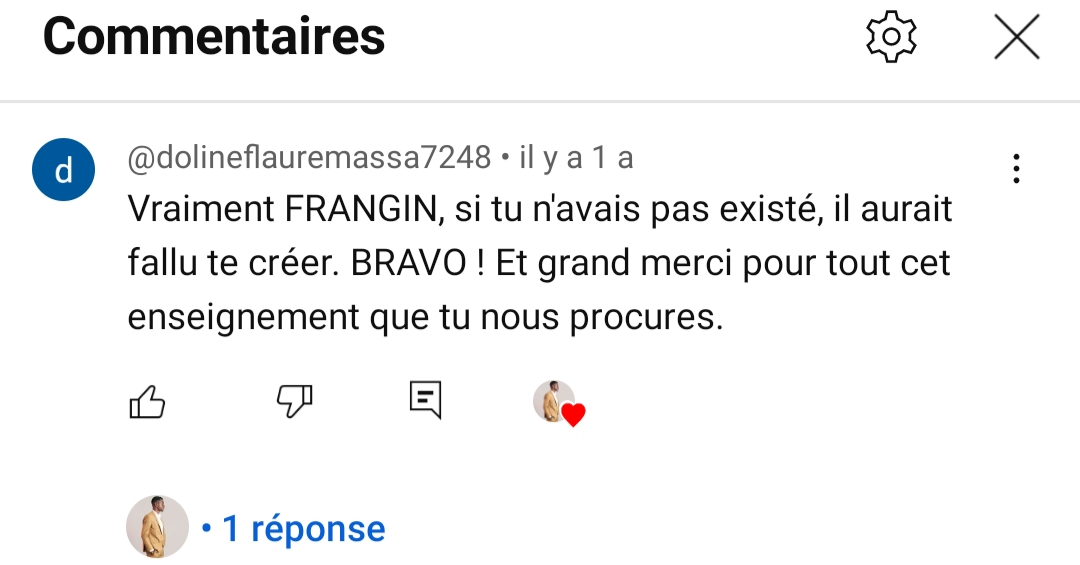 Commentaires
d
@dolineflauremassa7248 • il y a 1 a
Vraiment FRANGIN, si tu n'avais pas existé, il aurait
fallu te créer. BRAVO ! Et grand merci pour tout cet
enseignement que tu nous procures.
• 1 réponse